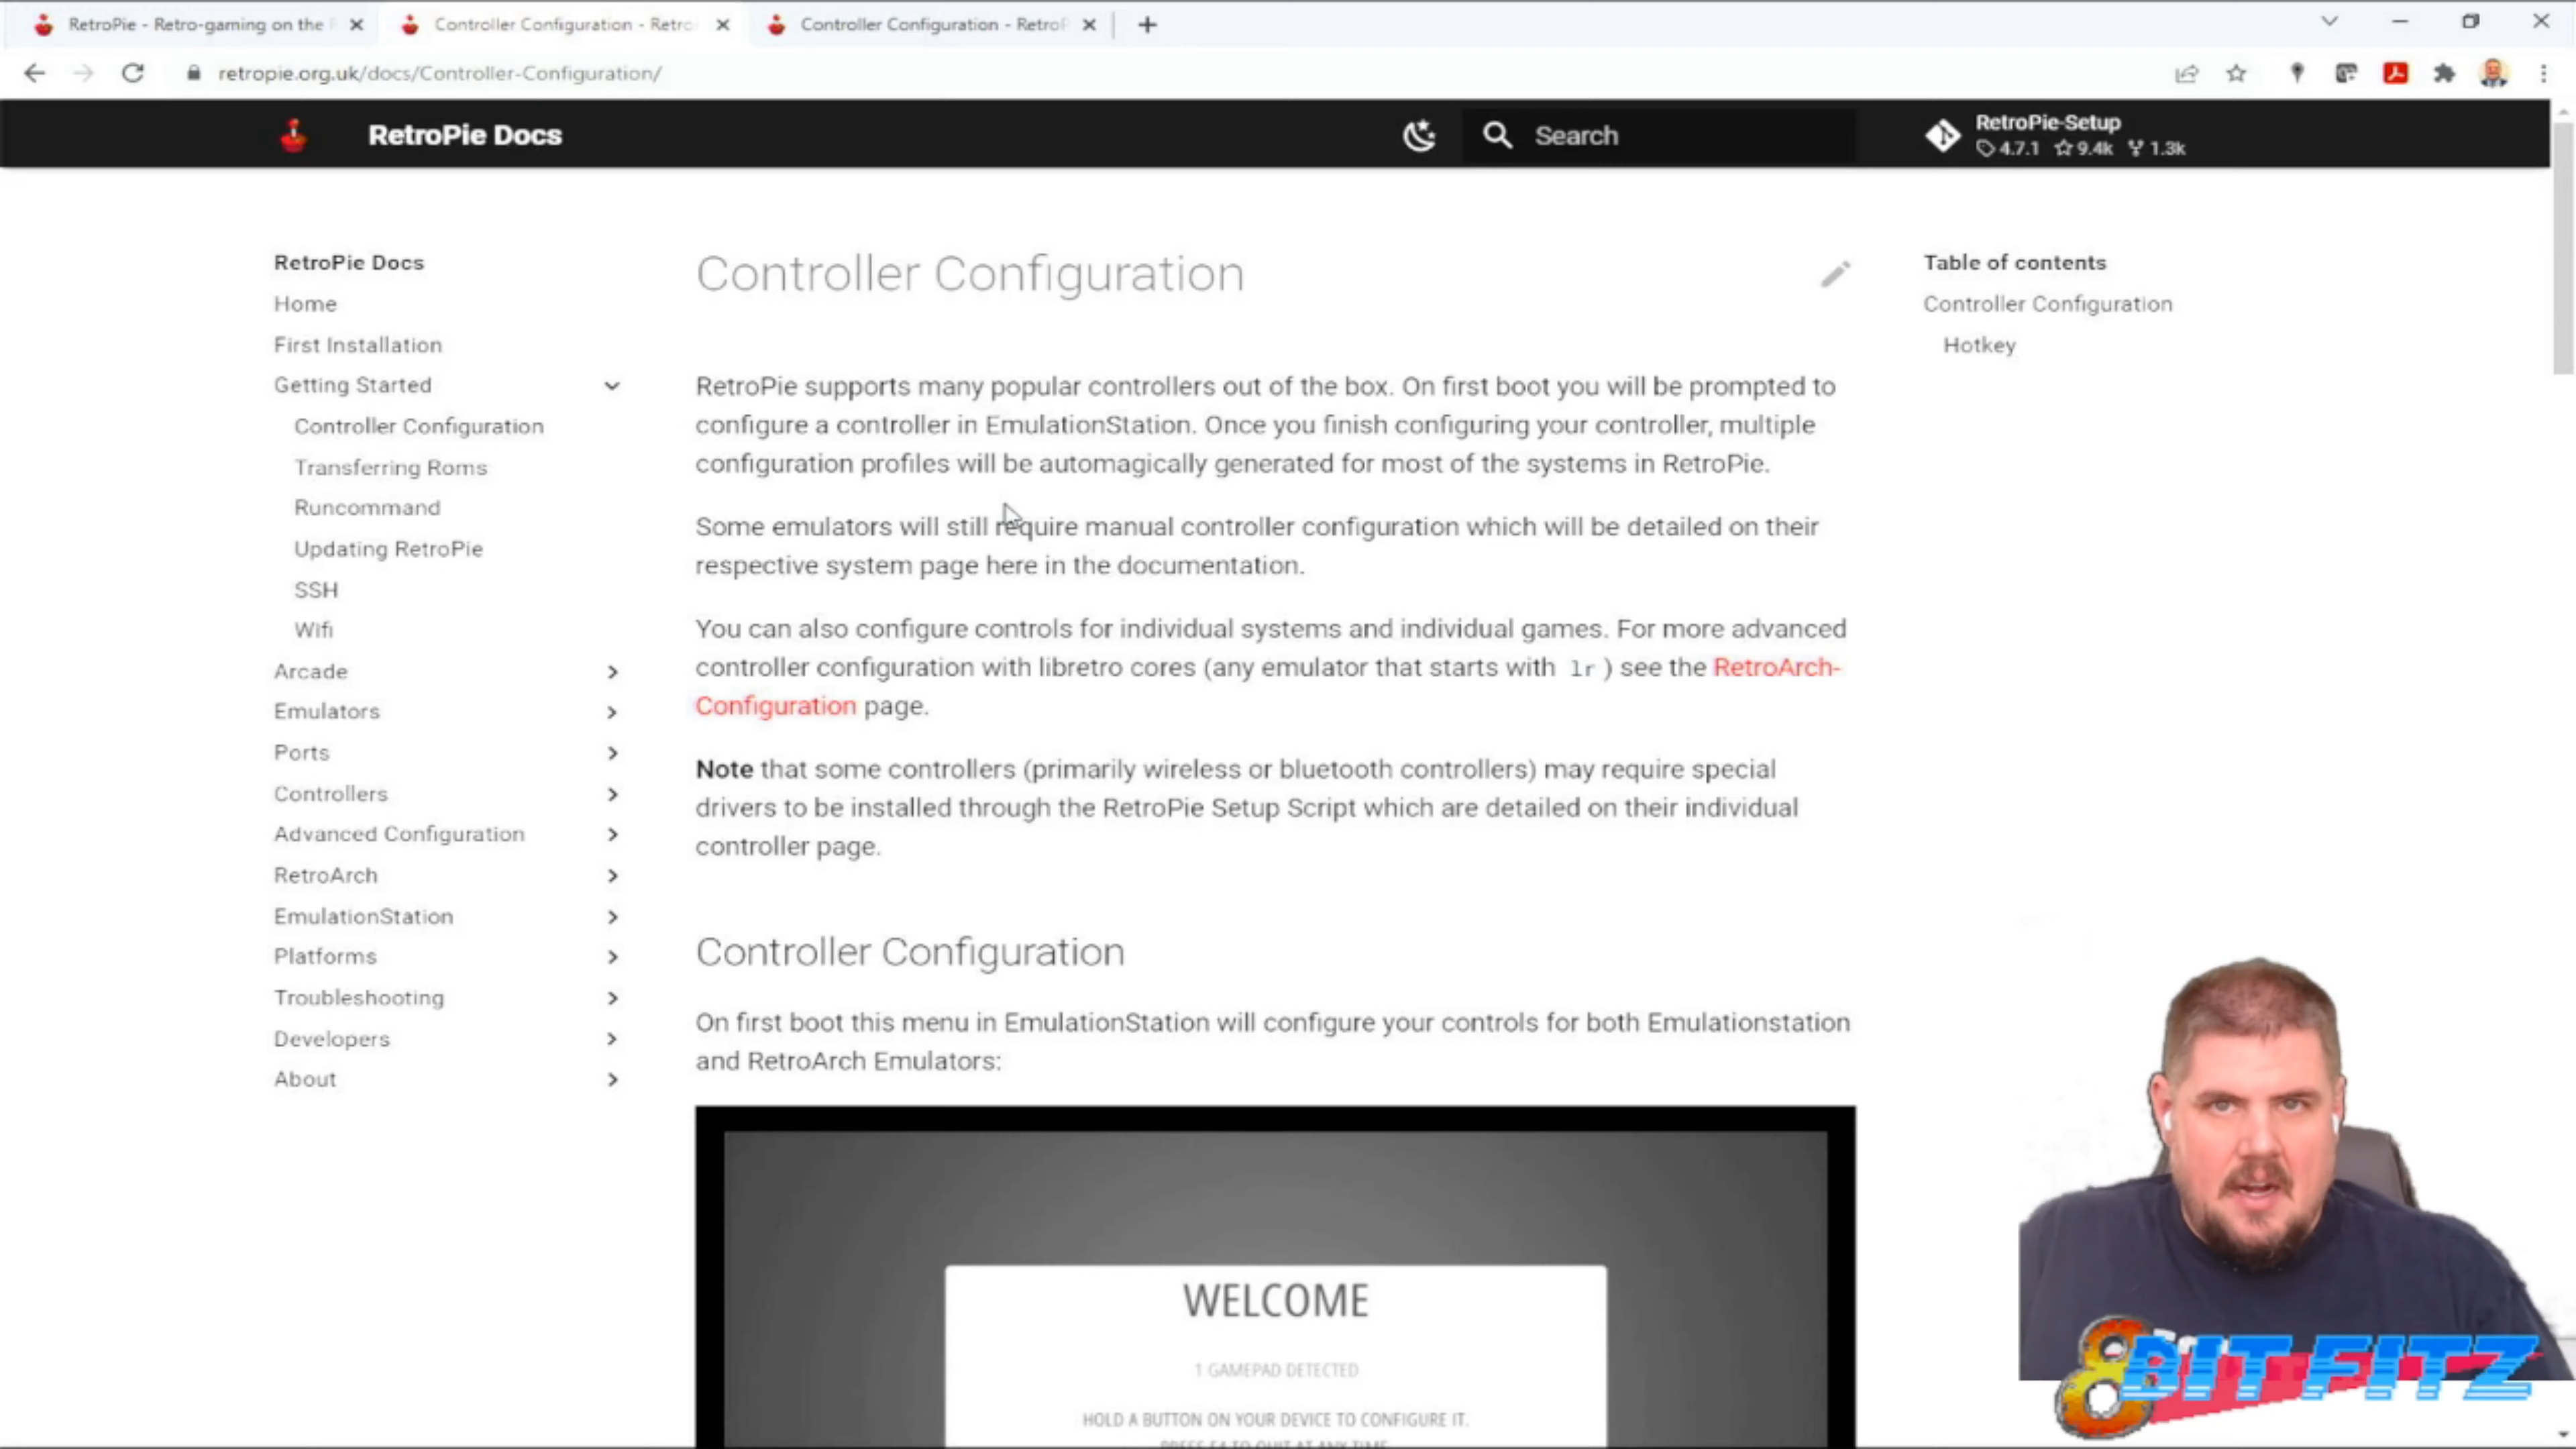 RetroPie - Retro-gaming on the
Controller Configuration - Retro
Controller Configuration - RetroP
retropie.org.uk/docs/Controller-Configuration/
RetroPie Docs
Search
RetroPie-Setup
4.7.1 9.4k 1.3k
RetroPie Docs
Home
First Installation
Getting Started
Controller Configuration
Transferring Roms
Runcommand
Updating RetroPie
SSH
Wifi
Arcade
Emulators
Ports
Controllers
Advanced Configuration
RetroArch
EmulationStation
Platforms
Troubleshooting
Developers
About
Controller Configuration
RetroPie supports many popular controllers out of the box. On first boot you will be prompted to
configure a controller in EmulationStation. Once you finish configuring your controller, multiple
configuration profiles will be automagically generated for most of the systems in RetroPie.
Some emulators will still require manual controller configuration which will be detailed on their
respective system page here in the documentation.
You can also configure controls for individual systems and individual games. For more advanced
controller configuration with libretro cores (any emulator that starts with lr ) see the RetroArch-
Configuration page.
Note that some controllers (primarily wireless or bluetooth controllers) may require special
drivers to be installed through the RetroPie Setup Script which are detailed on their individual
controller page.
Controller Configuration
On first boot this menu in EmulationStation will configure your controls for both Emulationstation
and RetroArch Emulators:
WELCOME
1 GAMEPAD DETECTED
HOLD A BUTTON ON YOUR DEVICE TO CONFIGURE IT.
PRESS F4 TO QUIT AT ANY TIME.
Table of contents
Controller Configuration
Hotkey
8BIT FITZ